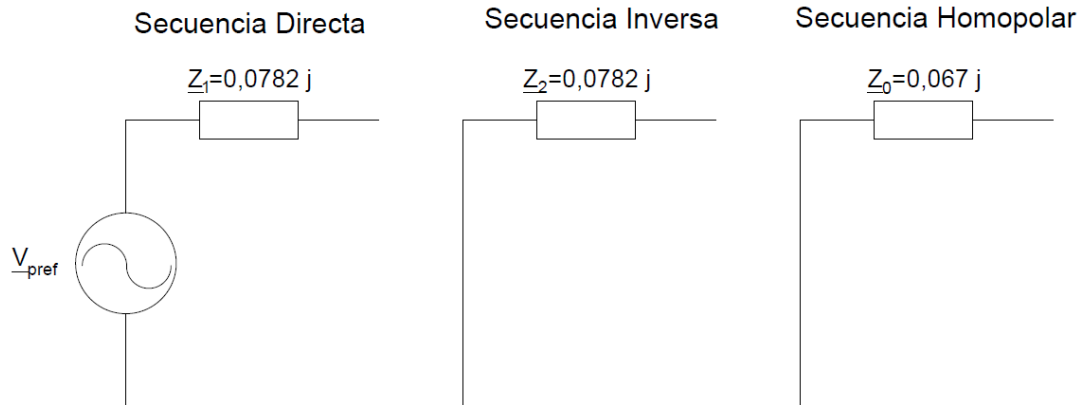 Secuencia Directa
Secuencia Inversa
Secuencia Homopolar
Z1=0,0782 j
Z2=0,0782 j
Z0=0,067 j
Vpref